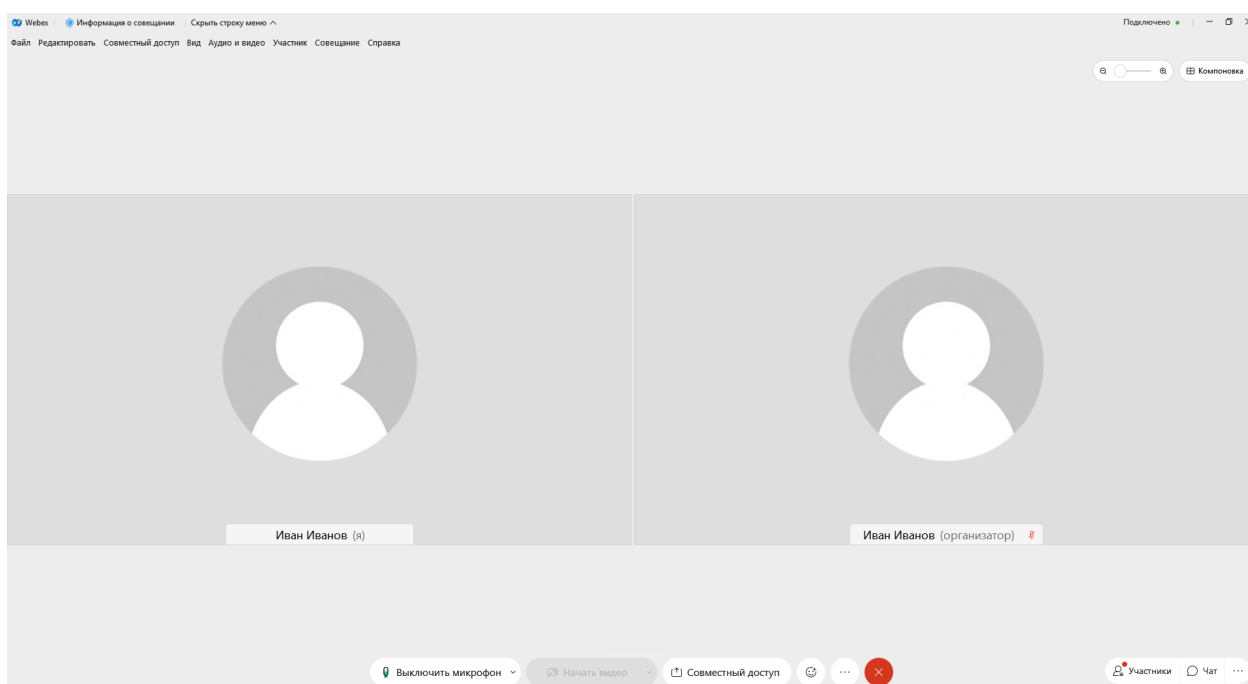 Webex Информация о совещании Скрыть строку меню Подключено
Файл Редактировать Совместный доступ Вид Аудио и видео Участник Совещание Справка
Компоновка
Иван Иванов (я) Иван Иванов (организатор)
Выключить микрофон Начать видео Совместный доступ ... Участники Чат ...